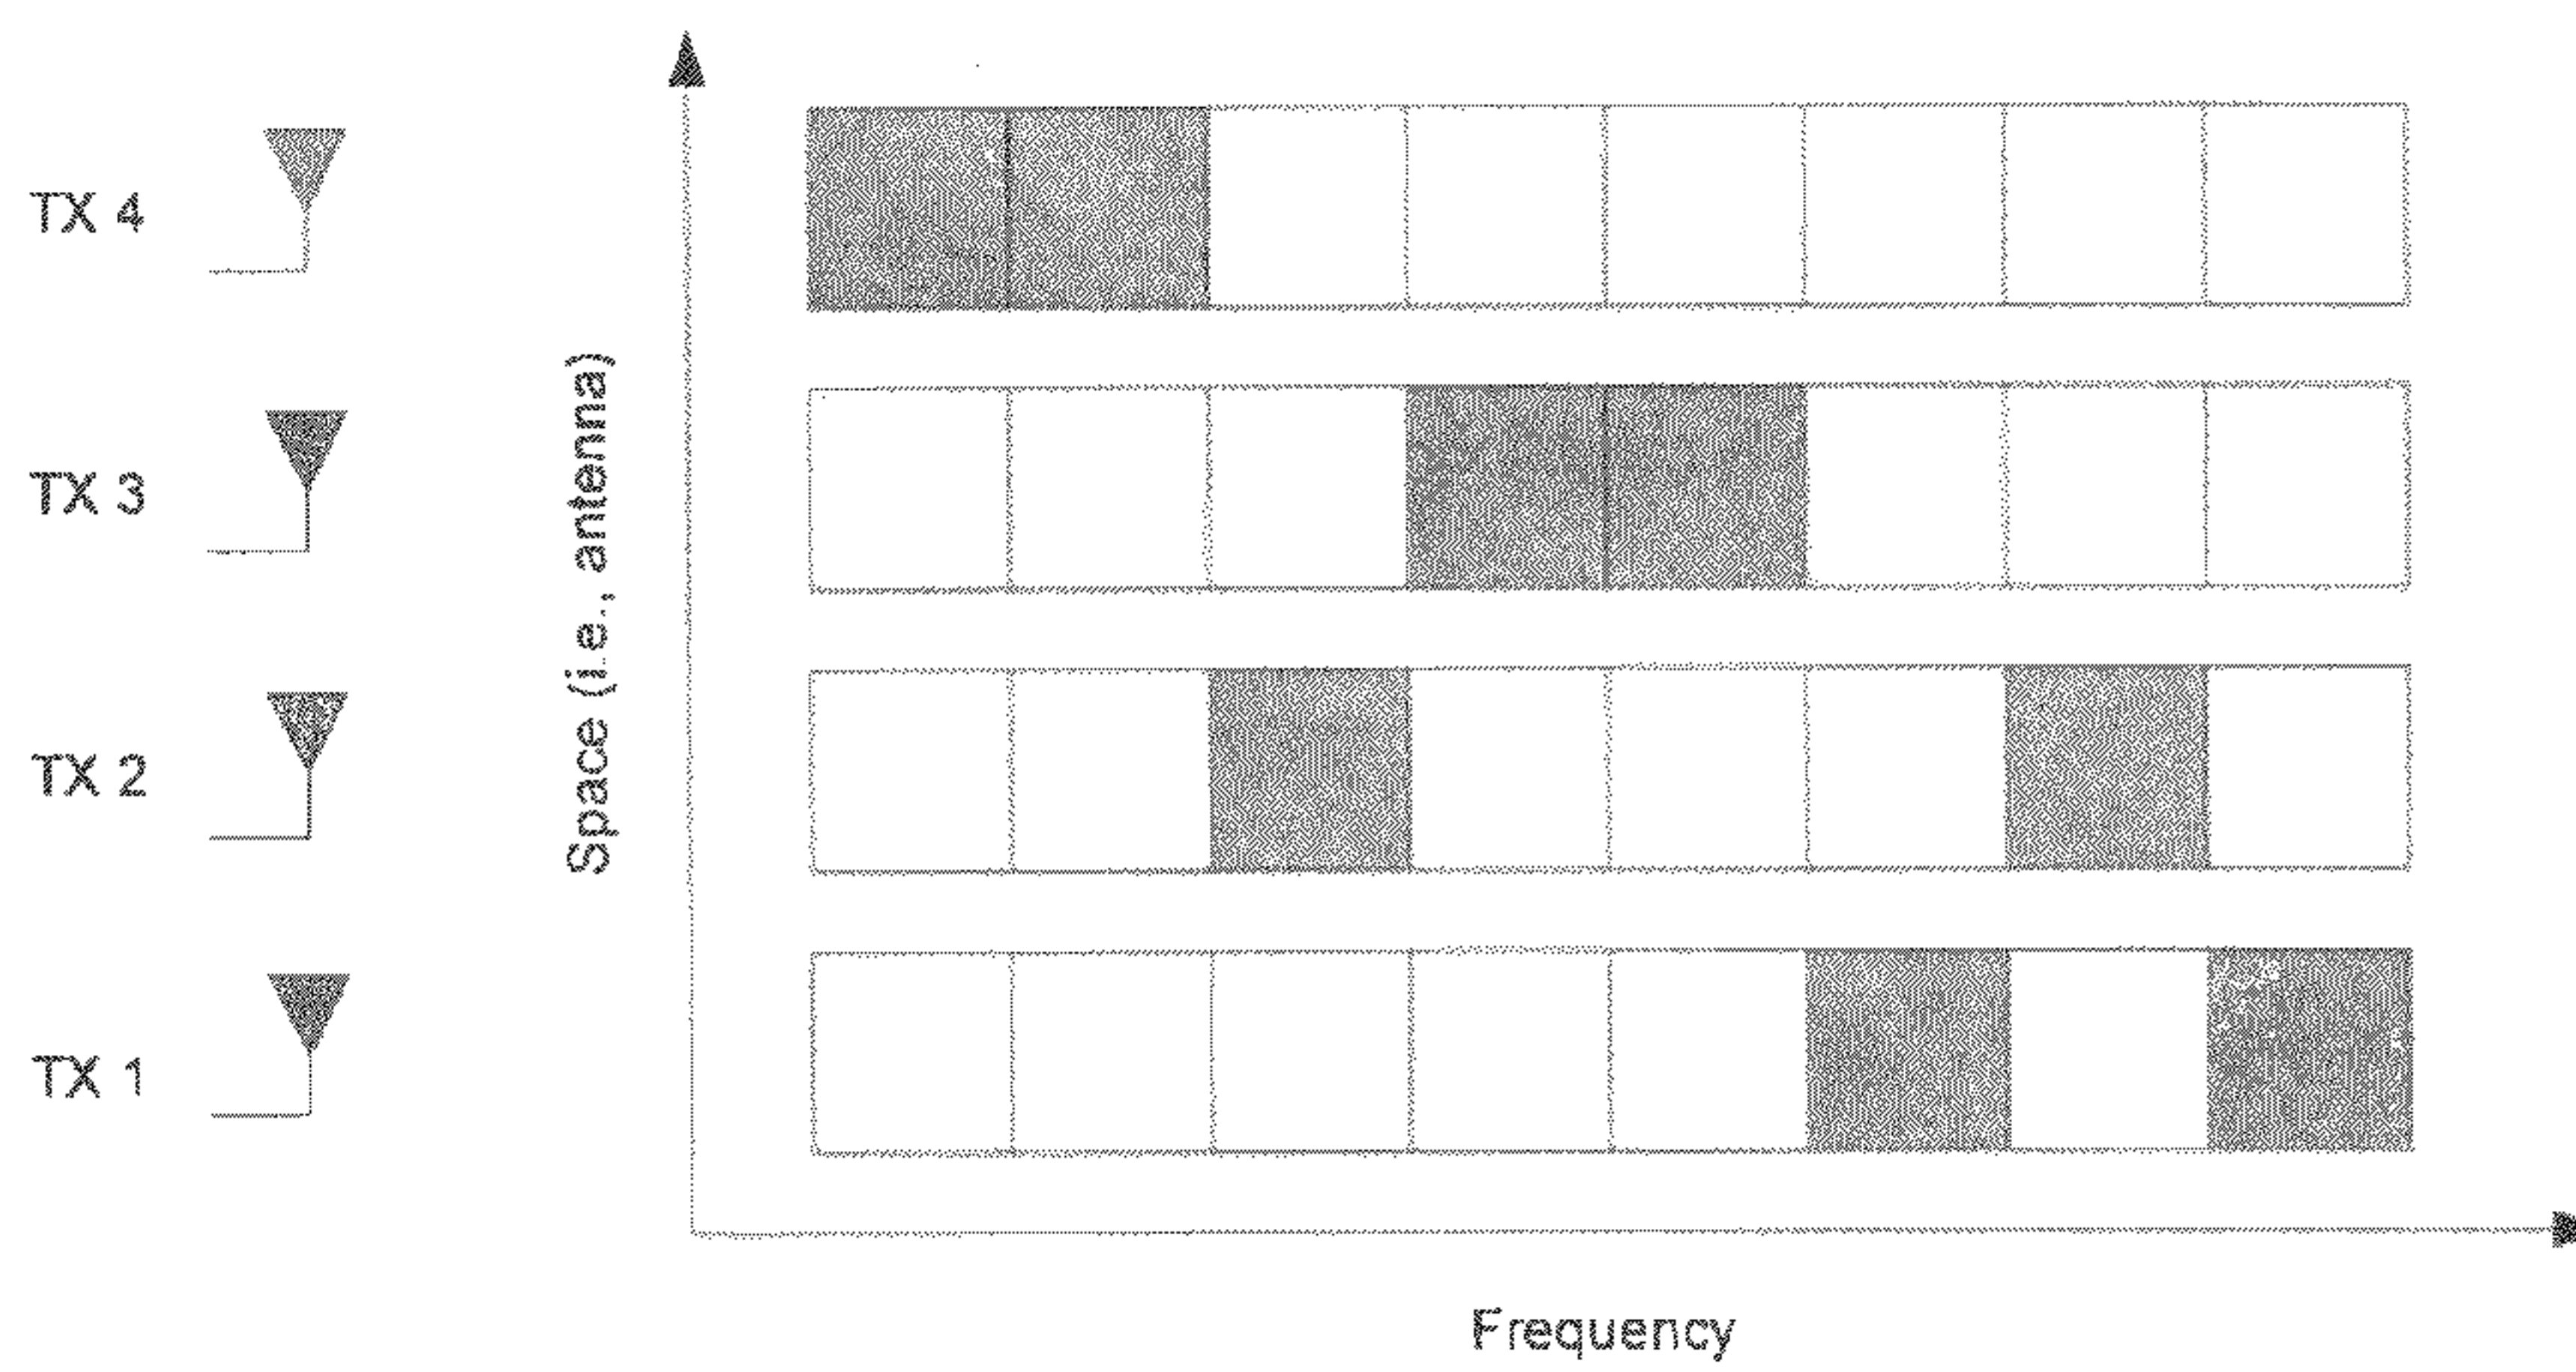 TX 4
TX 3
TX 2
TX 1
Space (i.e., antenna)
Frequency